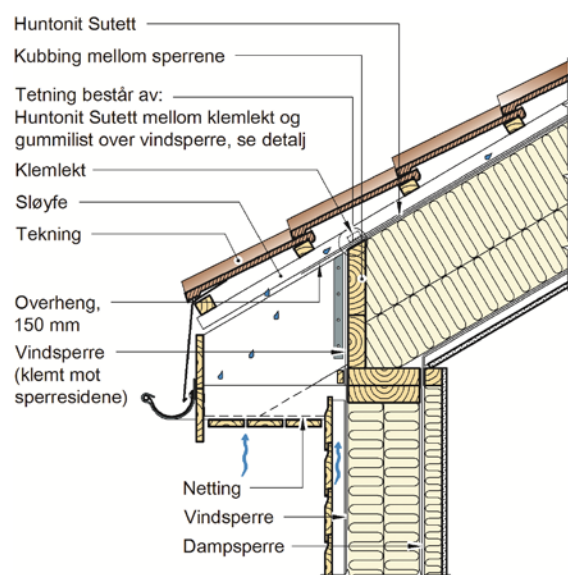 Huntonit Sutett
Kubbing mellom sperrene
Tetning består av:
Huntonit Sutett mellom klemlekt og
gummilist over vindsperre, se detalj
Klemlekt
Sløyfe
Tekning
Overheng,
150 mm
Vindsperre
(klemt mot
sperresidene)
Netting
Vindsperre
Dampsperre